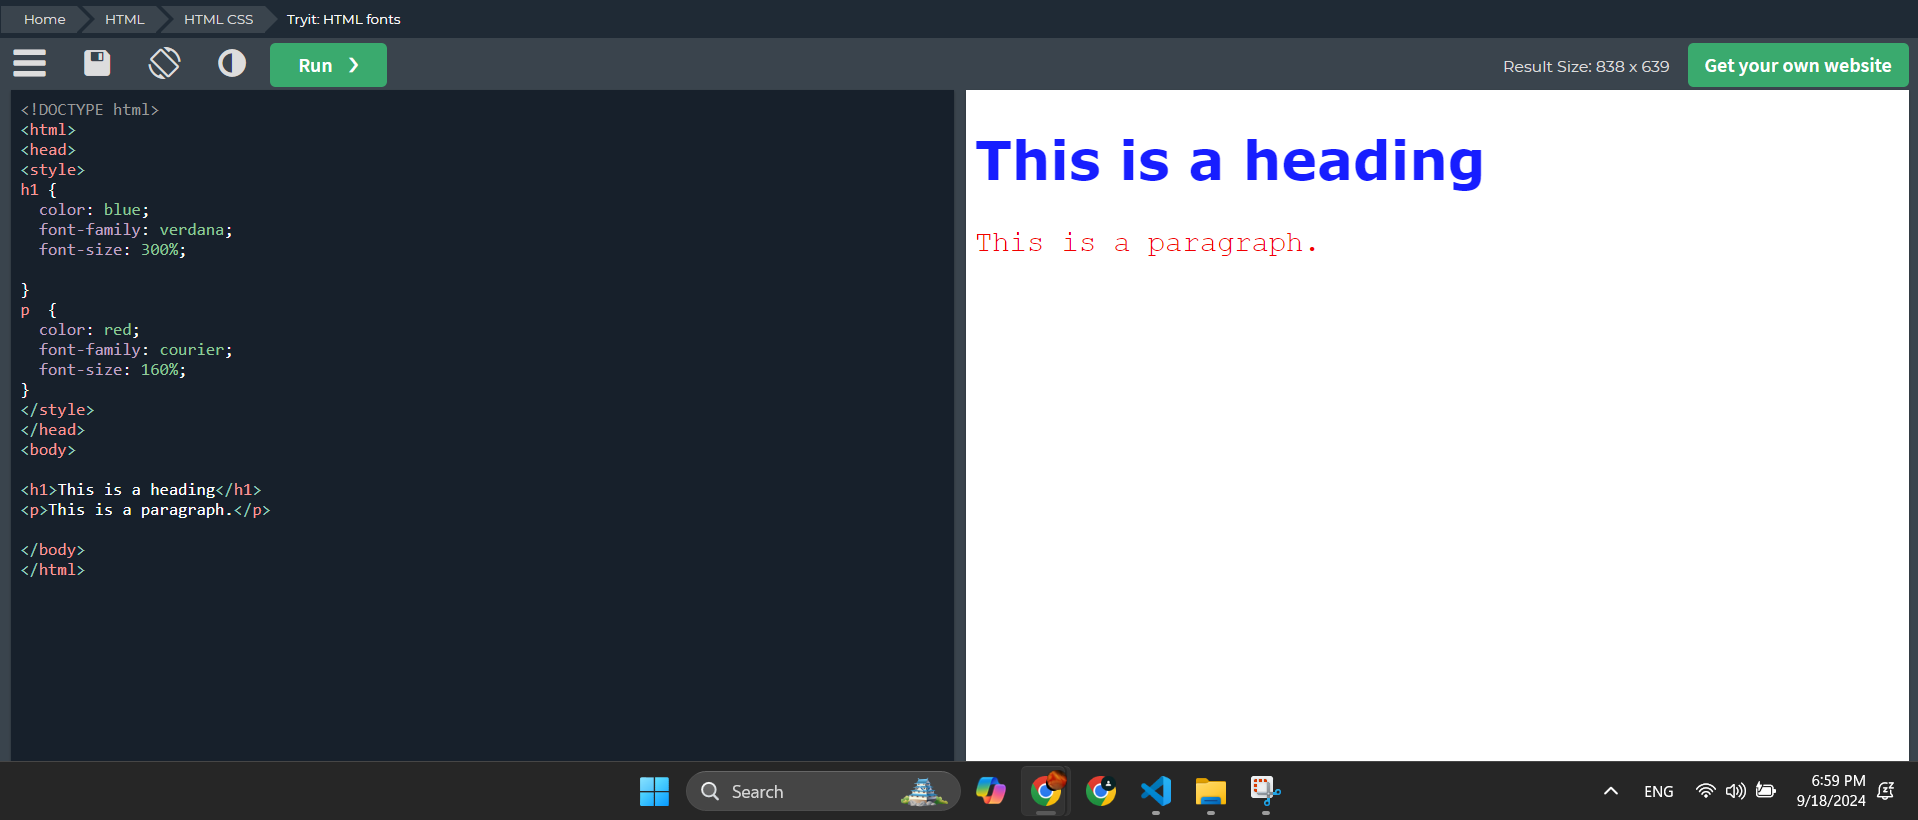 Home HTML HTML CSS Tryit: HTML fonts
Run ❯ Result Size: 838 x 639 Get your own website
<!DOCTYPE html>
<html>
<head>
<style>
h1 {
  color: blue;
  font-family: verdana;
  font-size: 300%;
}
p  {
  color: red;
  font-family: courier;
  font-size: 160%;
}
</style>
</head>
<body>
<h1>This is a heading</h1>
<p>This is a paragraph.</p>
</body>
</html>
This is a heading
This is a paragraph.
Search
ENG
6:59 PM
9/18/2024